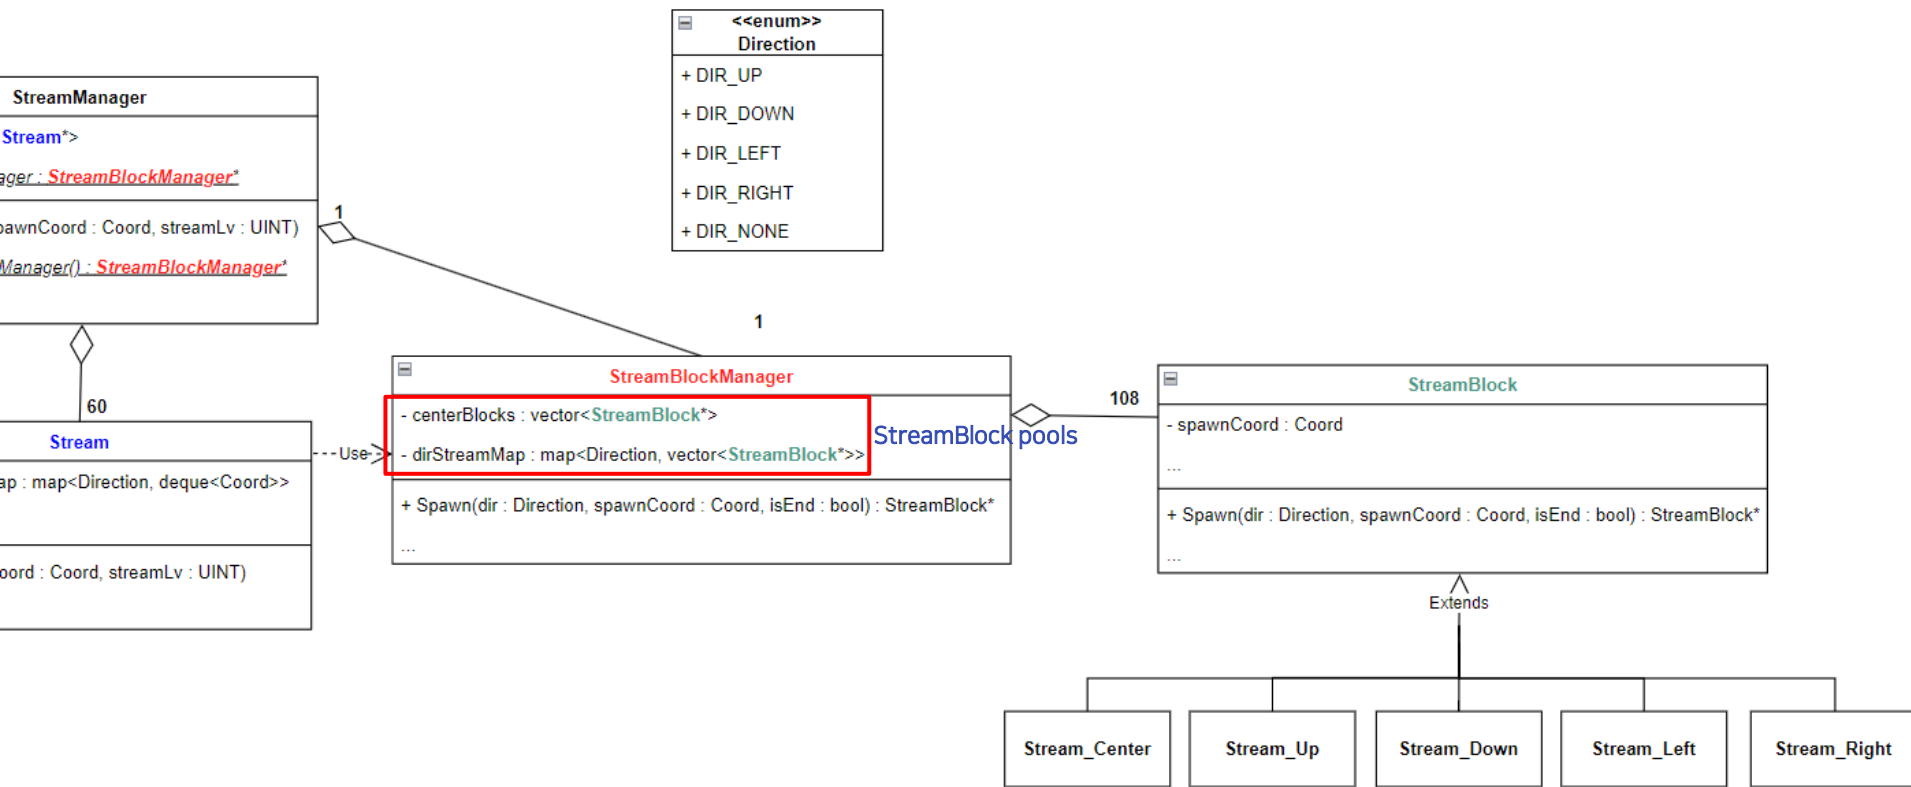 <<enum>>
Direction
+ DIR_UP
+ DIR_DOWN
+ DIR_LEFT
+ DIR_RIGHT
+ DIR_NONE
StreamManager
Stream*>
ager : StreamBlockManager*
pawnCoord : Coord, streamLv : UINT)
Manager() : StreamBlockManager*
1
1
60
Stream
ap : map<Direction, deque<Coord>>
oord : Coord, streamLv : UINT)
Use
StreamBlockManager
- centerBlocks : vector<StreamBlock*>
- dirStreamMap : map<Direction, vector<StreamBlock*>>
StreamBlock pools
+ Spawn(dir : Direction, spawnCoord : Coord, isEnd : bool) : StreamBlock*
...
108
StreamBlock
- spawnCoord : Coord
...
+ Spawn(dir : Direction, spawnCoord : Coord, isEnd : bool) : StreamBlock*
...
Extends
Stream_Center
Stream_Up
Stream_Down
Stream_Left
Stream_Right